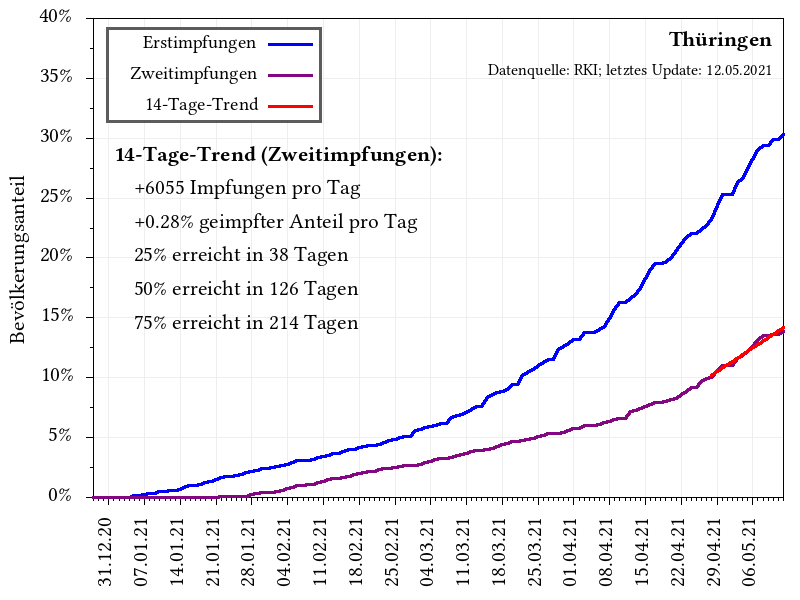 40%
35%
30%
25%
20%
15%
10%
5%
0%
Bevölkerungsanteil
Erstimpfungen
Zweitimpfungen
14-Tage-Trend
Thüringen
Datenquelle: RKI; letztes Update: 12.05.2021
14-Tage-Trend (Zweitimpfungen):
+6055 Impfungen pro Tag
+0.28% geimpfter Anteil pro Tag
25% erreicht in 38 Tagen
50% erreicht in 126 Tagen
75% erreicht in 214 Tagen
31.12.20
07.01.21
14.01.21
21.01.21
28.01.21
04.02.21
11.02.21
18.02.21
25.02.21
04.03.21
11.03.21
18.03.21
25.03.21
01.04.21
08.04.21
15.04.21
22.04.21
29.04.21
06.05.21